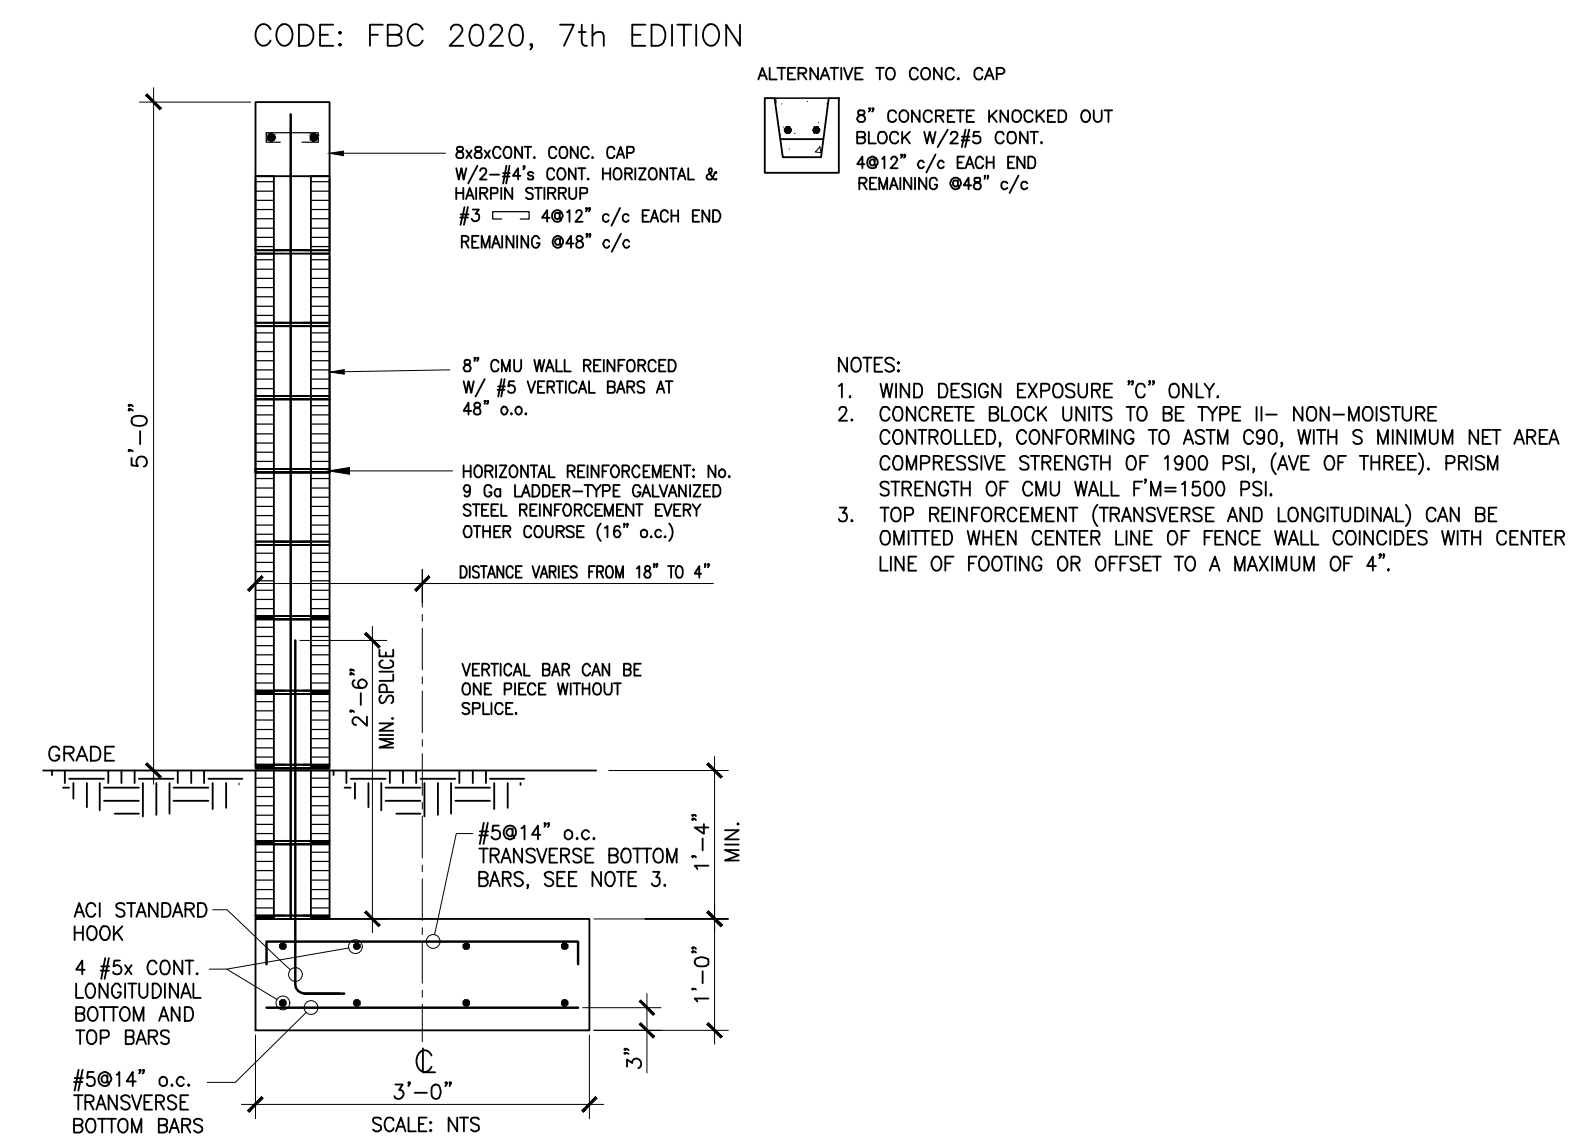 CODE: FBC 2020, 7th EDITION
ALTERNATIVE TO CONC. CAP
8" CONCRETE KNOCKED OUT
BLOCK W/2#5 CONT.
4@12" c/c EACH END
REMAINING @48" c/c
8x8xCONT. CONC. CAP
W/2-#4's CONT. HORIZONTAL &
HAIRPIN STIRRUP
#3 4@12" c/c EACH END
REMAINING @48" c/c
5'-0"
8" CMU WALL REINFORCED
W/ #5 VERTICAL BARS AT
48" o.o.
HORIZONTAL REINFORCEMENT: No.
9 Ga LADDER-TYPE GALVANIZED
STEEL REINFORCEMENT EVERY
OTHER COURSE (16" o.c.)
DISTANCE VARIES FROM 18" TO 4"
NOTES:
1. WIND DESIGN EXPOSURE "C" ONLY.
2. CONCRETE BLOCK UNITS TO BE TYPE II- NON-MOISTURE
CONTROLLED, CONFORMING TO ASTM C90, WITH S MINIMUM NET AREA
COMPRESSIVE STRENGTH OF 1900 PSI, (AVE OF THREE). PRISM
STRENGTH OF CMU WALL F'M=1500 PSI.
3. TOP REINFORCEMENT (TRANSVERSE AND LONGITUDINAL) CAN BE
OMITTED WHEN CENTER LINE OF FENCE WALL COINCIDES WITH CENTER
LINE OF FOOTING OR OFFSET TO A MAXIMUM OF 4".
2'-6"
MIN. SPLICE
VERTICAL BAR CAN BE
ONE PIECE WITHOUT
SPLICE.
GRADE
#5@14" o.c.
TRANSVERSE BOTTOM
BARS, SEE NOTE 3.
1'-4"
MIN.
ACI STANDARD
HOOK
4 #5x CONT.
LONGITUDINAL
BOTTOM AND
TOP BARS
1'-0"
3"
#5@14" o.c.
TRANSVERSE
BOTTOM BARS
CL
3'-0"
SCALE: NTS